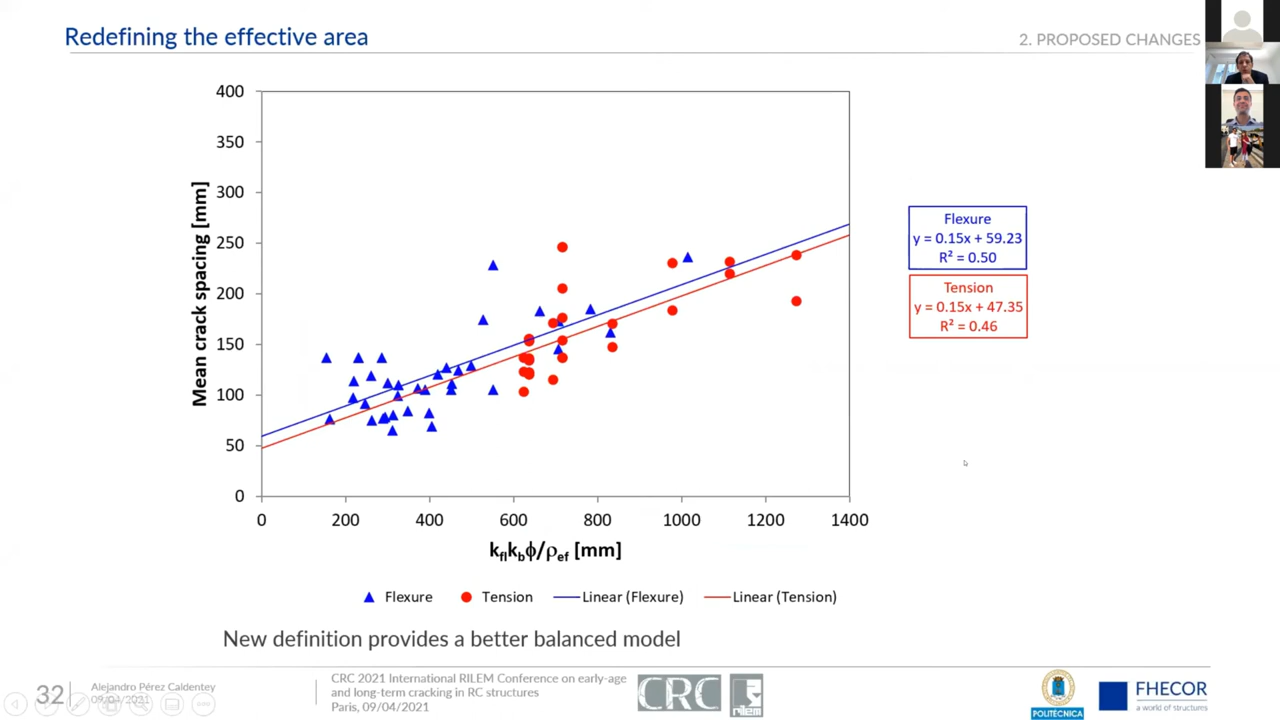 Redefining the effective area
2. PROPOSED CHANGES
400
350
300
250
200
150
100
50
0
Mean crack spacing [mm]
0 200 400 600 800 1000 1200 1400
kflkbϕ/ρef [mm]
Flexure
y = 0.15x + 59.23
R² = 0.50
Tension
y = 0.15x + 47.35
R² = 0.46
Flexure Tension Linear (Flexure) Linear (Tension)
New definition provides a better balanced model
32
Alejandro Pérez Caldentey
09/04/2021
CRC 2021 International RILEM Conference on early-age
and long-term cracking in RC structures
Paris, 09/04/2021
CRC
rilem
POLITÉCNICA
FHECOR
a world of structures